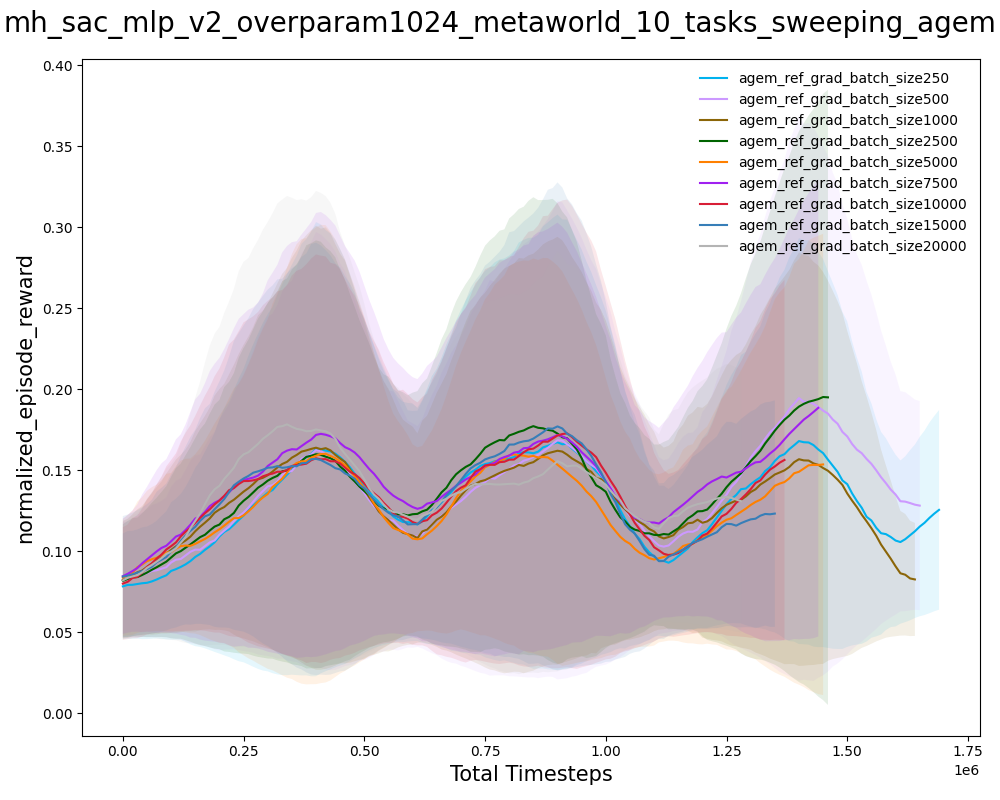 mh_sac_mlp_v2_overparam1024_metaworld_10_tasks_sweeping_agem
agem_ref_grad_batch_size250
agem_ref_grad_batch_size500
agem_ref_grad_batch_size1000
agem_ref_grad_batch_size2500
agem_ref_grad_batch_size5000
agem_ref_grad_batch_size7500
agem_ref_grad_batch_size10000
agem_ref_grad_batch_size15000
agem_ref_grad_batch_size20000
normalized_episode_reward
0.40
0.35
0.30
0.25
0.20
0.15
0.10
0.05
0.00
0.00 0.25 0.50 0.75 1.00 1.25 1.50 1.75
1e6
Total Timesteps